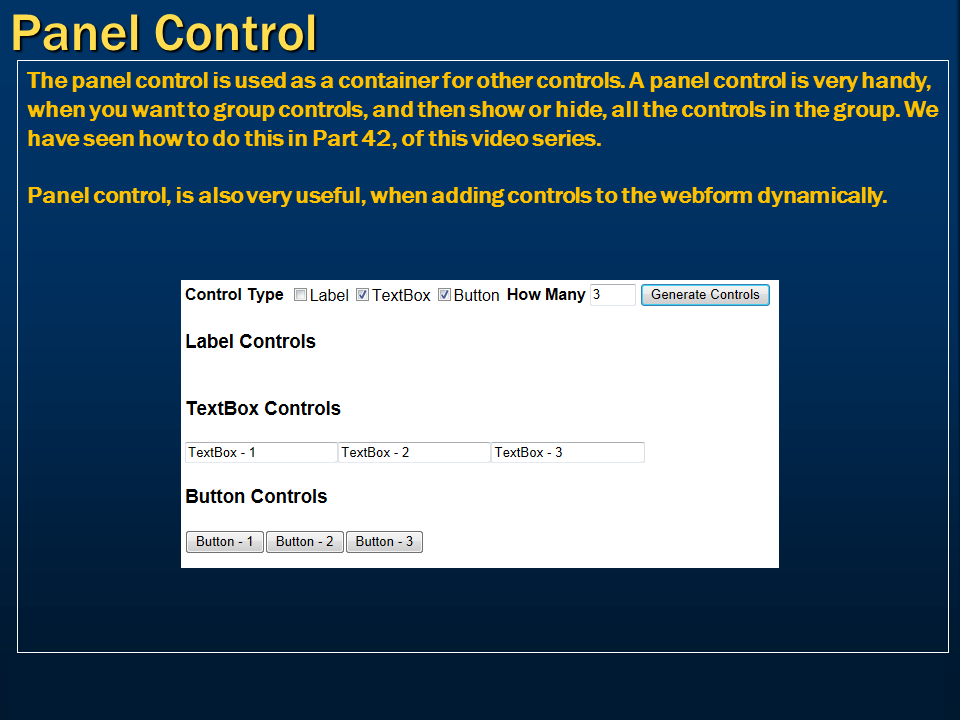 Panel Control
The panel control is used as a container for other controls. A panel control is very handy,
when you want to group controls, and then show or hide, all the controls in the group. We
have seen how to do this in Part 42, of this video series.
Panel control, is also very useful, when adding controls to the webform dynamically.
Control Type Label TextBox Button How Many 3 Generate Controls
Label Controls
TextBox Controls
TextBox - 1 TextBox - 2 TextBox - 3
Button Controls
Button - 1 Button - 2 Button - 3